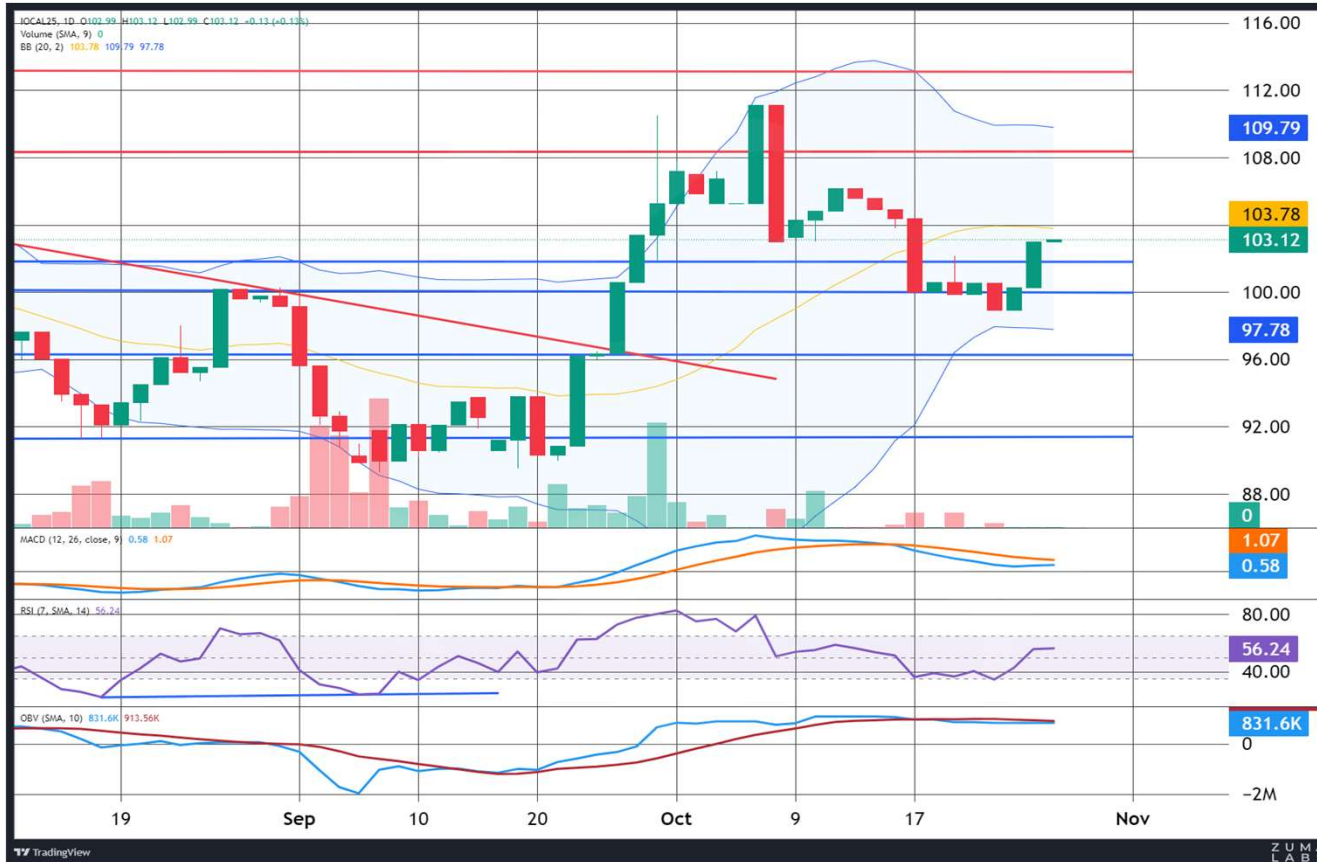 IOCAL25, 1D O102.99 H103.12 L102.99 C103.12 +0.13 (+0.13%)
Volume (SMA, 9) 0
BB (20, 2) 103.78 109.79 97.78
116.00
112.00
109.79
108.00
103.78
103.12
100.00
97.78
96.00
92.00
88.00
0
MACD (12, 26, close, 9) 0.58 1.07
1.07
0.58
RSI (7, SMA, 14) 56.24
80.00
56.24
40.00
OBV (SMA, 10) 831.6K 913.56K
831.6K
0
−2M
19 Sep 10 20 Oct 9 17 Nov
TradingView
ZUM
LAB